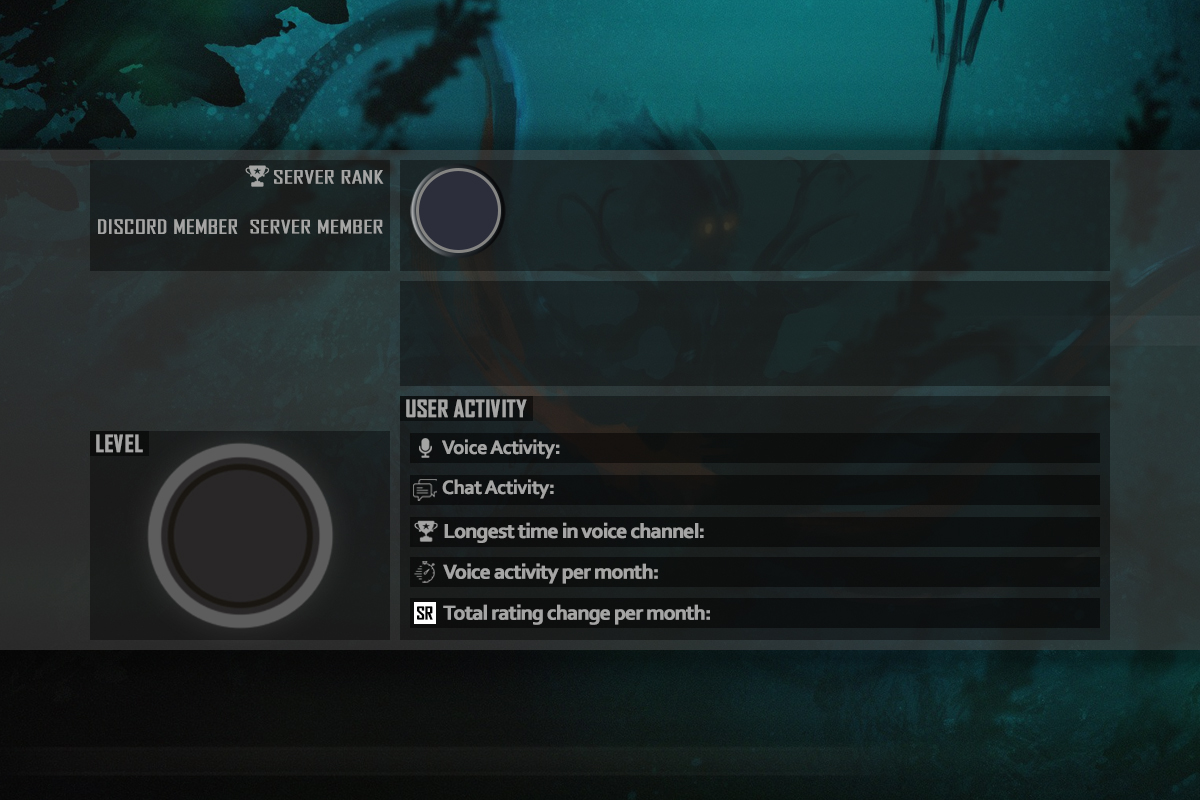 SERVER RANK
DISCORD MEMBER SERVER MEMBER
LEVEL
USER ACTIVITY
Voice Activity:
Chat Activity:
Longest time in voice channel:
Voice activity per month:
SR Total rating change per month: